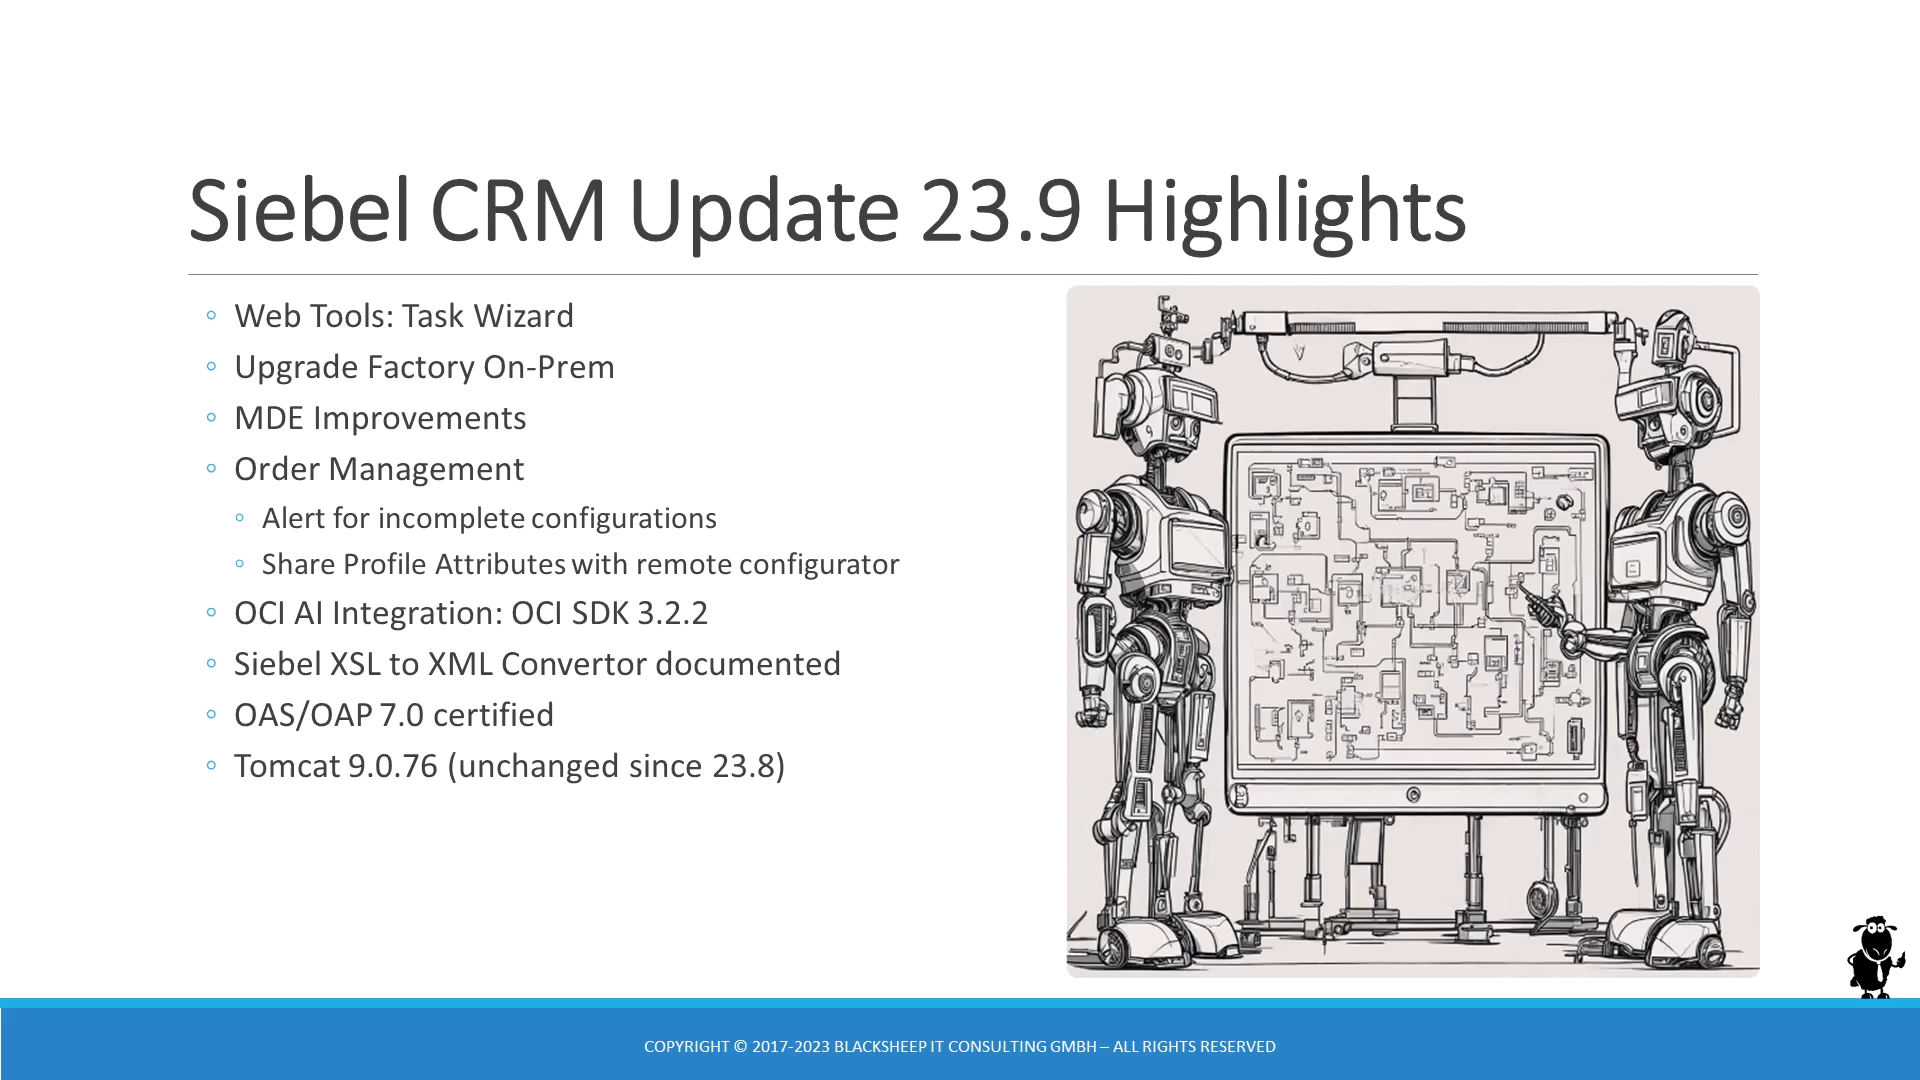 Siebel CRM Update 23.9 Highlights
Web Tools: Task Wizard
Upgrade Factory On-Prem
MDE Improvements
Order Management
Alert for incomplete configurations
Share Profile Attributes with remote configurator
OCI AI Integration: OCI SDK 3.2.2
Siebel XSL to XML Convertor documented
OAS/OAP 7.0 certified
Tomcat 9.0.76 (unchanged since 23.8)
COPYRIGHT © 2017-2023 BLACKSHEEP IT CONSULTING GMBH – ALL RIGHTS RESERVED